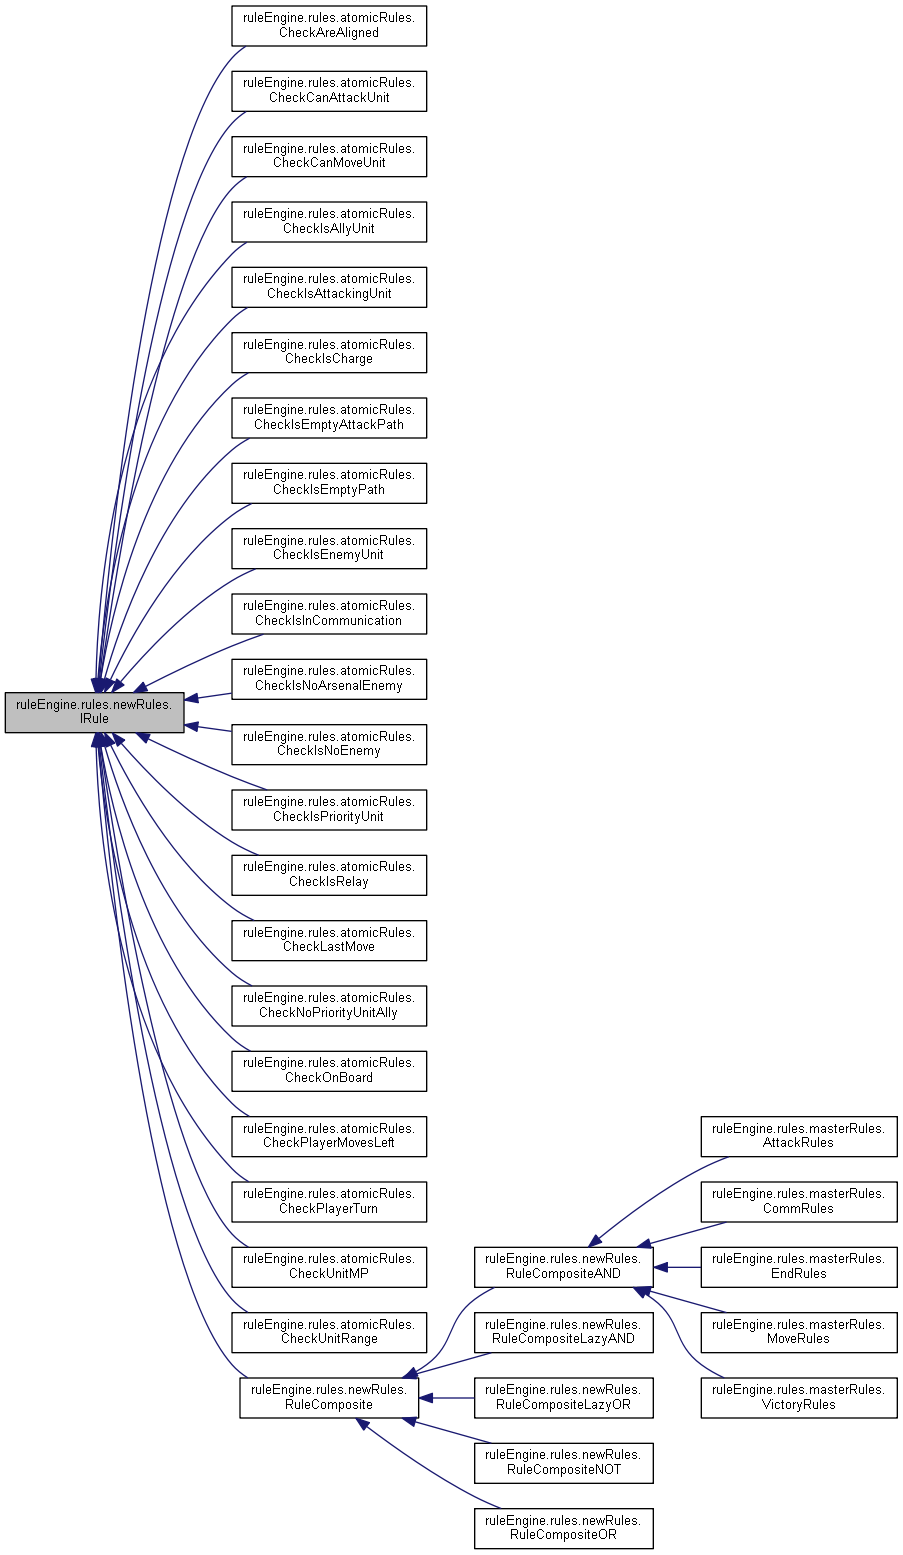 ruleEngine.rules.atomicRules.
CheckAreAligned
ruleEngine.rules.atomicRules.
CheckCanAttackUnit
ruleEngine.rules.atomicRules.
CheckCanMoveUnit
ruleEngine.rules.atomicRules.
CheckIsAllyUnit
ruleEngine.rules.atomicRules.
CheckIsAttackingUnit
ruleEngine.rules.atomicRules.
CheckIsCharge
ruleEngine.rules.atomicRules.
CheckIsEmptyAttackPath
ruleEngine.rules.atomicRules.
CheckIsEmptyPath
ruleEngine.rules.atomicRules.
CheckIsEnemyUnit
ruleEngine.rules.atomicRules.
CheckIsInCommunication
ruleEngine.rules.atomicRules.
CheckIsNoArsenalEnemy
ruleEngine.rules.newRules.
IRule
ruleEngine.rules.atomicRules.
CheckIsNoEnemy
ruleEngine.rules.atomicRules.
CheckIsPriorityUnit
ruleEngine.rules.atomicRules.
CheckIsRelay
ruleEngine.rules.atomicRules.
CheckLastMove
ruleEngine.rules.atomicRules.
CheckNoPriorityUnitAlly
ruleEngine.rules.atomicRules.
CheckOnBoard
ruleEngine.rules.atomicRules.
CheckPlayerMovesLeft
ruleEngine.rules.atomicRules.
CheckPlayerTurn
ruleEngine.rules.atomicRules.
CheckUnitMP
ruleEngine.rules.atomicRules.
CheckUnitRange
ruleEngine.rules.newRules.
RuleComposite
ruleEngine.rules.newRules.
RuleCompositeAND
ruleEngine.rules.newRules.
RuleCompositeLazyAND
ruleEngine.rules.newRules.
RuleCompositeLazyOR
ruleEngine.rules.newRules.
RuleCompositeNOT
ruleEngine.rules.newRules.
RuleCompositeOR
ruleEngine.rules.masterRules.
AttackRules
ruleEngine.rules.masterRules.
CommRules
ruleEngine.rules.masterRules.
EndRules
ruleEngine.rules.masterRules.
MoveRules
ruleEngine.rules.masterRules.
VictoryRules